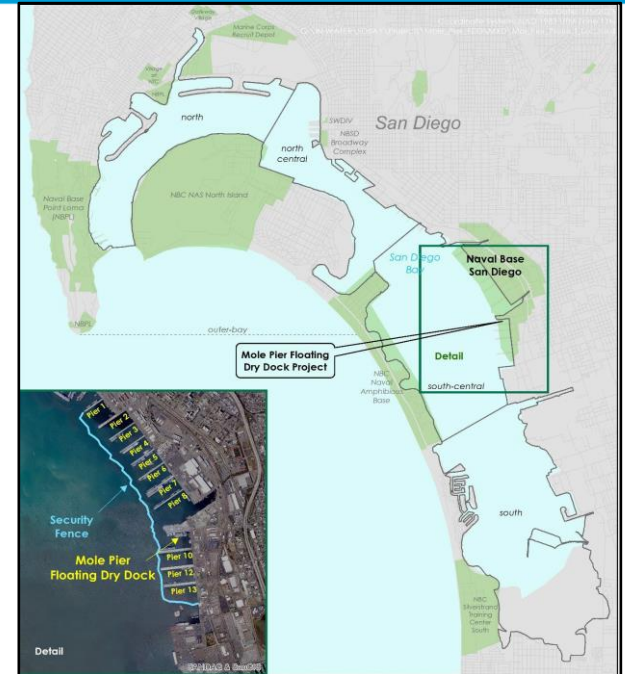 Marine Corps
Recruit Depot
Village
at
NTC
north
SWDIV
NBSD
Broadway
Complex
San Diego
north
central
NBC NAS North Island
Naval Base
Point Loma
(NBPL)
San Diego
Bay
Naval Base
San Diego
NBPL
outer-bay
Mole Pier Floating
Dry Dock Project
Detail
south-central
NBC
Naval
Amphibious
Base
south
NBC
Silverstrand
Training
Center
South
Pier 1
Pier 2
Pier 3
Pier 4
Pier 5
Pier 6
Pier 7
Pier 8
Security
Fence
Mole Pier
Floating Dry Dock
Pier 10
Pier 12
Pier 13
Detail